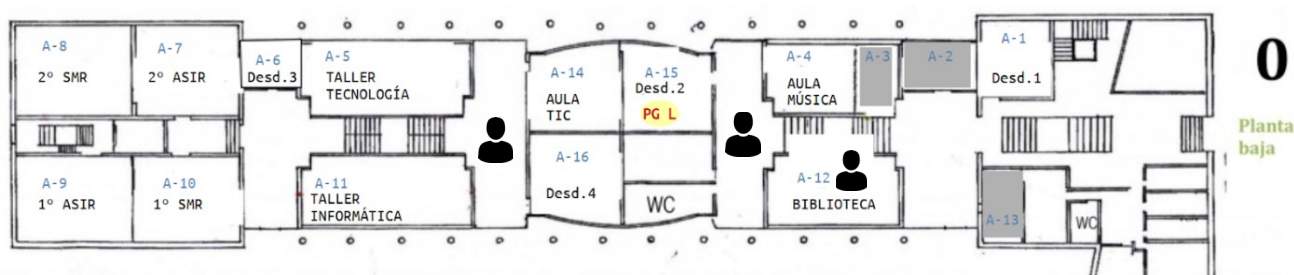 A-8
2º SMR
A-7
2º ASIR
A-6
Desd.3
A-5
TALLER
TECNOLOGÍA
A-14
AULA
TIC
A-15
Desd.2
PG L
A-4
AULA
MÚSICA
A-3
A-2
A-1
Desd.1
0
Planta
baja
A-9
1º ASIR
A-10
1º SMR
A-11
TALLER
INFORMÁTICA
A-16
Desd.4
WC
A-12
BIBLIOTECA
A-13
WC